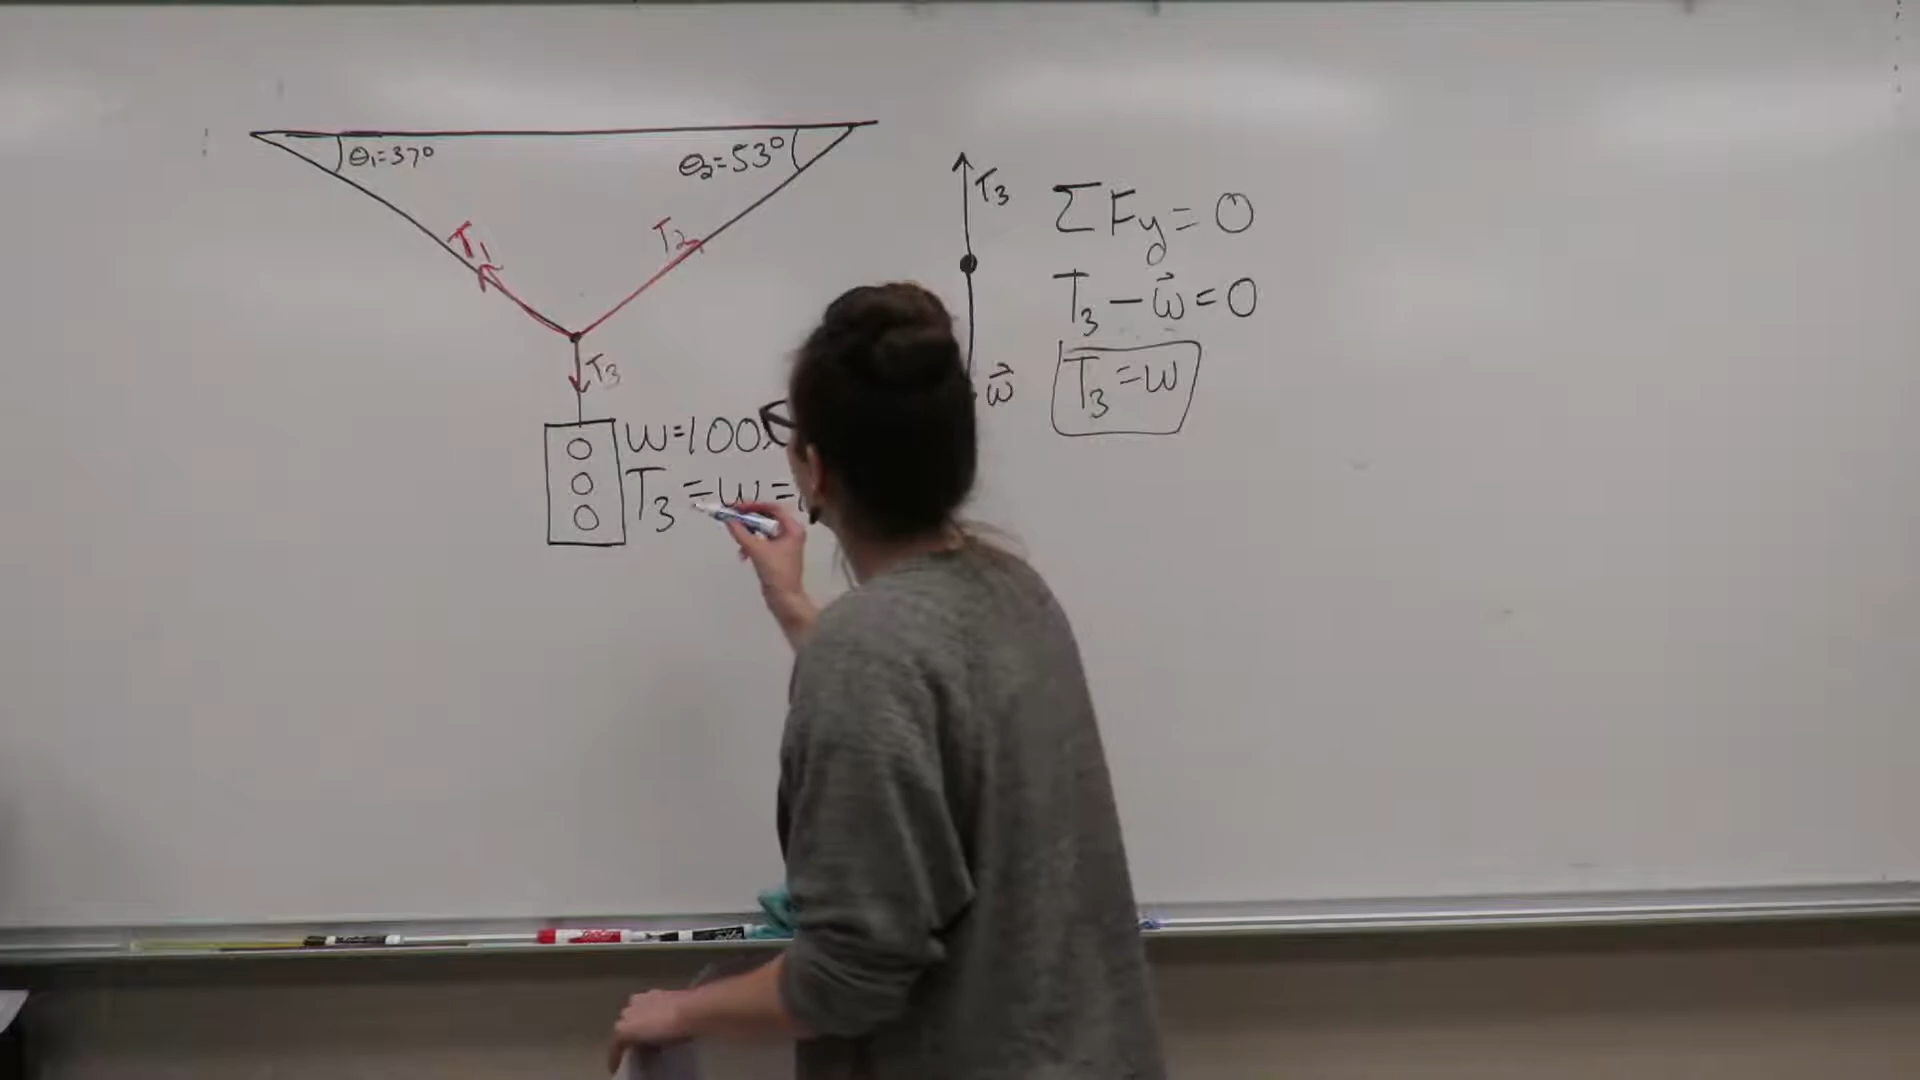 θ₁=37°
θ₂=53°
T₁
T₂
T₃
W=100
T₃=W=
T₃
w⃗
ΣFy=0
T₃-w⃗=0
T₃=W